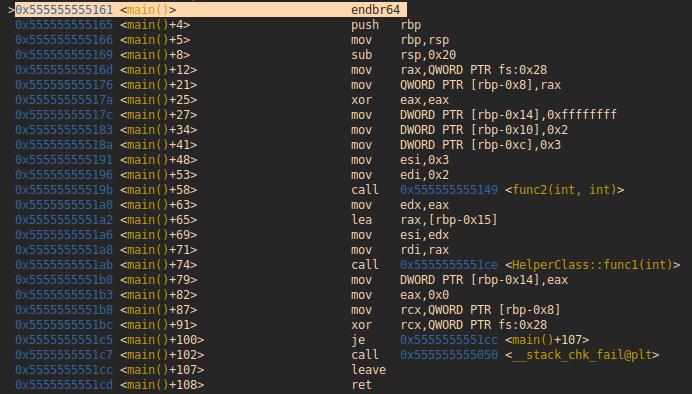 >0x555555555161 <main()> endbr64
0x555555555165 <main()+4> push rbp
0x555555555166 <main()+5> mov rbp,rsp
0x555555555169 <main()+8> sub rsp,0x20
0x55555555516d <main()+12> mov rax,QWORD PTR fs:0x28
0x555555555176 <main()+21> mov QWORD PTR [rbp-0x8],rax
0x55555555517a <main()+25> xor eax,eax
0x55555555517c <main()+27> mov DWORD PTR [rbp-0x14],0xffffffff
0x555555555183 <main()+34> mov DWORD PTR [rbp-0x10],0x2
0x55555555518a <main()+41> mov DWORD PTR [rbp-0xc],0x3
0x555555555191 <main()+48> mov esi,0x3
0x555555555196 <main()+53> mov edi,0x2
0x55555555519b <main()+58> call 0x555555555149 <func2(int, int)>
0x5555555551a0 <main()+63> mov edx,eax
0x5555555551a2 <main()+65> lea rax,[rbp-0x15]
0x5555555551a6 <main()+69> mov esi,edx
0x5555555551a8 <main()+71> mov rdi,rax
0x5555555551ab <main()+74> call 0x5555555551ce <HelperClass::func1(int)>
0x5555555551b0 <main()+79> mov DWORD PTR [rbp-0x14],eax
0x5555555551b3 <main()+82> mov eax,0x0
0x5555555551b8 <main()+87> mov rcx,QWORD PTR [rbp-0x8]
0x5555555551bc <main()+91> xor rcx,QWORD PTR fs:0x28
0x5555555551c5 <main()+100> je 0x5555555551cc <main()+107>
0x5555555551c7 <main()+102> call 0x555555555050 <__stack_chk_fail@plt>
0x5555555551cc <main()+107> leave
0x5555555551cd <main()+108> ret